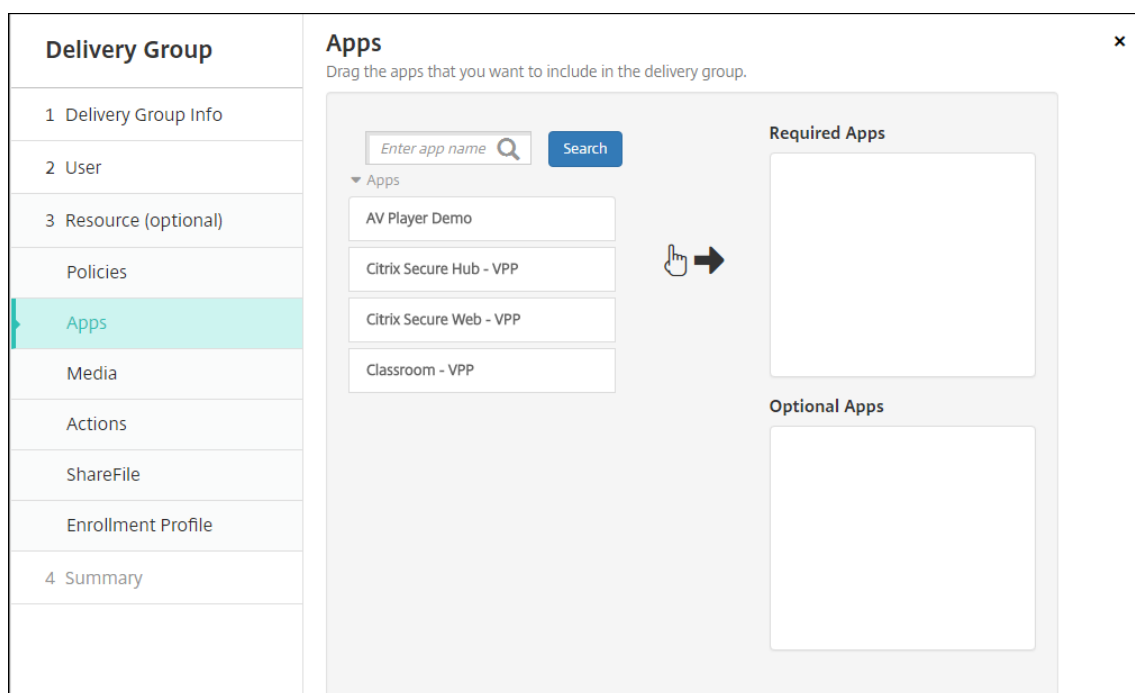 Delivery Group
1 Delivery Group Info
2 User
3 Resource (optional)
Policies
Apps
Media
Actions
ShareFile
Enrollment Profile
4 Summary
Apps
Drag the apps that you want to include in the delivery group.
Enter app name
Search
Apps
AV Player Demo
Citrix Secure Hub - VPP
Citrix Secure Web - VPP
Classroom - VPP
Required Apps
Optional Apps